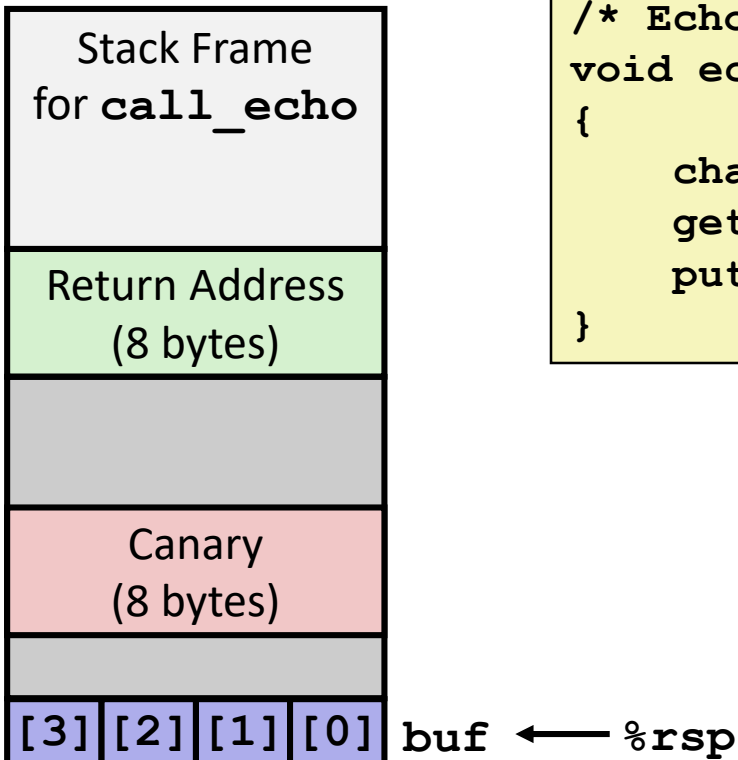 Stack Frame
for call_echo
Return Address
(8 bytes)
Canary
(8 bytes)
[3] [2] [1] [0] buf ← %rsp
/* Echo
void ec
{
cha
get
put
}